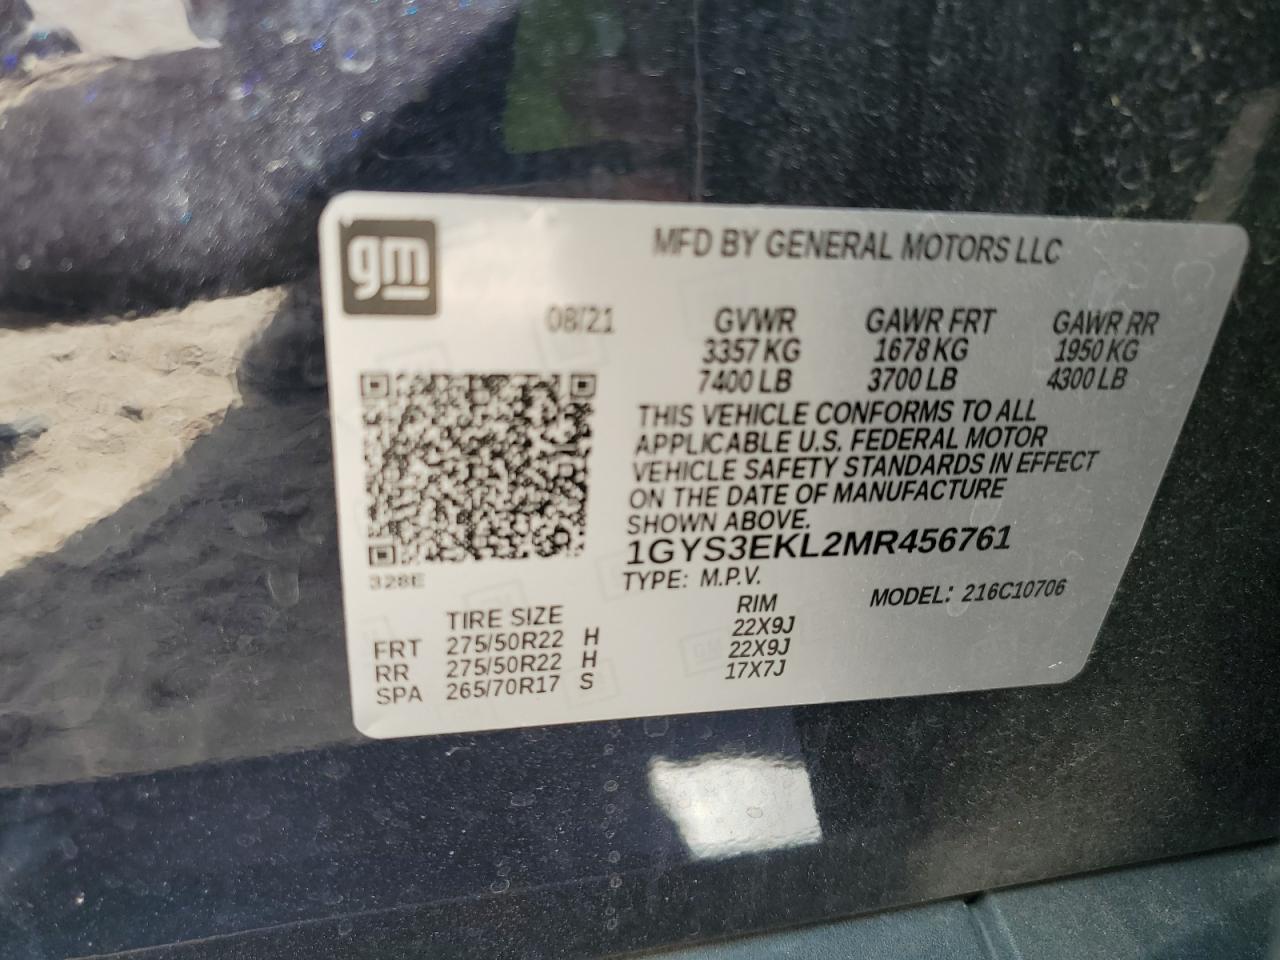 gm
MFD BY GENERAL MOTORS LLC
08/21 GVWR GAWR FRT GAWR RR
3357 KG 1678 KG 1950 KG
7400 LB 3700 LB 4300 LB
THIS VEHICLE CONFORMS TO ALL
APPLICABLE U.S. FEDERAL MOTOR
VEHICLE SAFETY STANDARDS IN EFFECT
ON THE DATE OF MANUFACTURE
SHOWN ABOVE.
1GYS3EKL2MR456761
328E
TYPE: M.P.V. MODEL: 216C10706
TIRE SIZE RIM
FRT 275/50R22 H 22X9J
RR 275/50R22 H 22X9J
SPA 265/70R17 S 17X7J